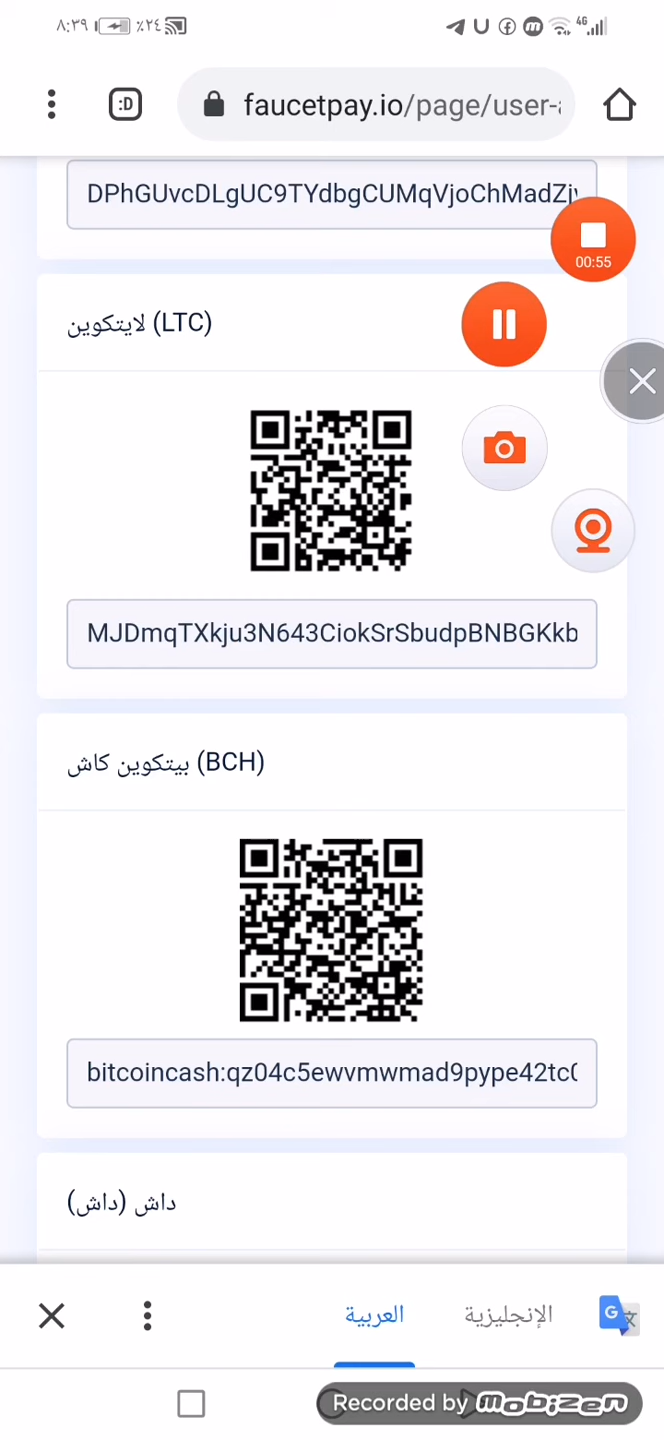 ٨:٣٩ ٪٢٤ 4G
:D faucetpay.io/page/user-
DPhGUvcDLgUC9TYdbgCUMqVjoChMadZj
00:55
لايتكوين (LTC)
MJDmqTXkju3N643CiokSrSbudpBNBGKkb
بيتكوين كاش (BCH)
bitcoincash:qz04c5ewvmwmad9pype42tc
داش (داش)
العربية الإنجليزية G
Recorded by mobizen